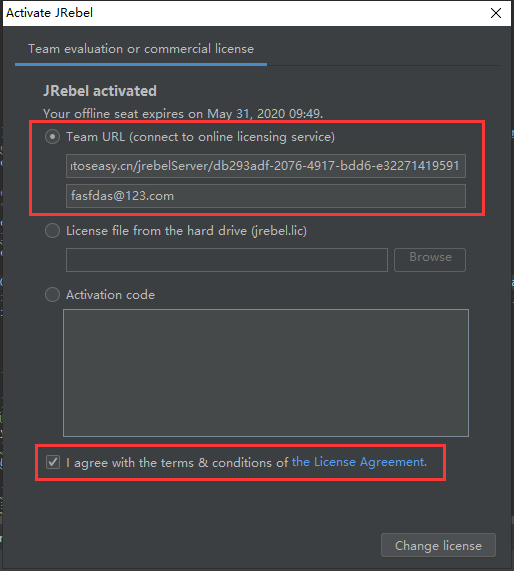 Activate JRebel
Team evaluation or commercial license
JRebel activated
Your offline seat expires on May 31, 2020 09:49.
Team URL (connect to online licensing service)
toseasy.cn/jrebelServer/db293adf-2076-4917-bdd6-e32271419591
fasfdas@123.com
License file from the hard drive (jrebel.lic)
Browse
Activation code
I agree with the terms & conditions of the License Agreement.
Change license